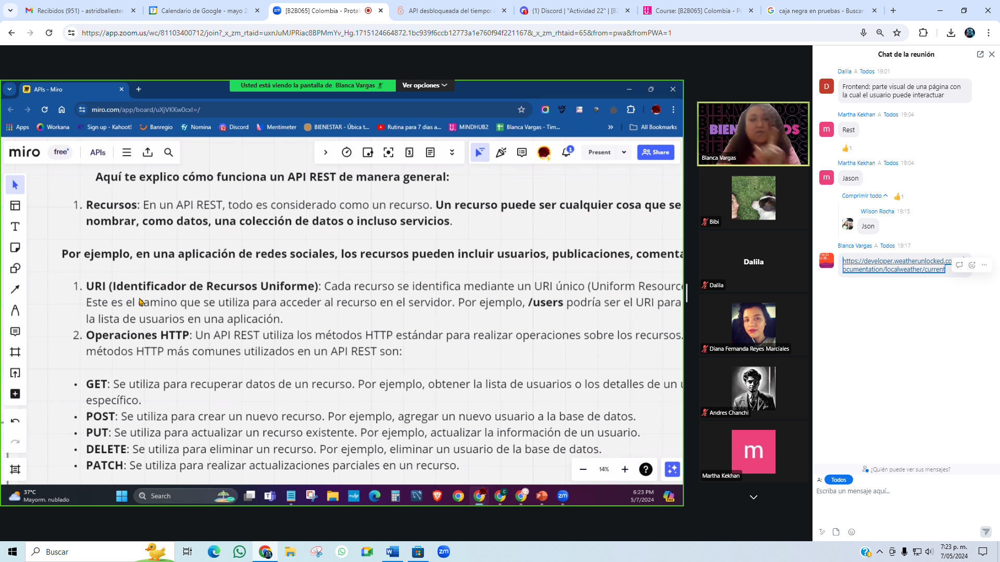 Recibidos (951) - astridballester
Calendario de Google - mayo 2
[B2B065] Colombia - Protale
API desbloqueada del tiempo:
(1) Discord | "Actividad 22" | [B2
Course: [B2B065] Colombia - P
caja negra en pruebas - Buscar
https://app.zoom.us/wc/81103400712/join?_x_zm_rtaid=uxnJuMJPRiac8BPMmYv_Hg.1715124664872.1bc939f6ccb12773a1e760f94f221167&_x_zm_rhtaid=65&from=pwa&fromPWA=1
Usted está viendo la pantalla de Blanca Vargas
Ver opciones
APIs - Miro
miro.com/app/board/uXjVKKw0cxI=/
Apps
Workana
Sign up - Kahoot!
Banregio
Nomina
Discord
Mentimeter
BIENESTAR - Úbica t...
Rutina para 7 dias a...
MINDHUB2
Blanca Vargas - Tim...
All Bookmarks
miro
free
APIs
1
Present
Share
Aquí te explico cómo funciona un API REST de manera general:
1. Recursos: En un API REST, todo es considerado como un recurso. Un recurso puede ser cualquier cosa que se
nombrar, como datos, una colección de datos o incluso servicios.
Por ejemplo, en una aplicación de redes sociales, los recursos pueden incluir usuarios, publicaciones, comenta
1. URI (Identificador de Recursos Uniforme): Cada recurso se identifica mediante un URI único (Uniform Resource
Este es el camino que se utiliza para acceder al recurso en el servidor. Por ejemplo, /users podría ser el URI para
la lista de usuarios en una aplicación.
2. Operaciones HTTP: Un API REST utiliza los métodos HTTP estándar para realizar operaciones sobre los recursos.
métodos HTTP más comunes utilizados en un API REST son:
• GET: Se utiliza para recuperar datos de un recurso. Por ejemplo, obtener la lista de usuarios o los detalles de un u
específico.
• POST: Se utiliza para crear un nuevo recurso. Por ejemplo, agregar un nuevo usuario a la base de datos.
• PUT: Se utiliza para actualizar un recurso existente. Por ejemplo, actualizar la información de un usuario.
• DELETE: Se utiliza para eliminar un recurso. Por ejemplo, eliminar un usuario de la base de datos.
• PATCH: Se utiliza para realizar actualizaciones parciales en un recurso.
14%
37°C
Mayorm. nublado
Search
6:23 PM
5/7/2024
Blanca Vargas
Bibi
Dalila
Dalila
Diana Fernanda Reyes Marciales
Andres Chanchi
m
Martha Kekhan
Chat de la reunión
Dalila A Todos 19:01
D
Frontend: parte visual de una página con
la cual el usuario puede interactuar
Martha Kekhan A Todos 19:04
m
Rest
1
Martha Kekhan A Todos 19:04
m
Jason
Comprimir todo
1
Wilson Rocha 19:15
Json
Blanca Vargas A Todos 19:17
https://developer.weatherunlocked.co
ocumentation/localweather/current
¿Quién puede ver sus mensajes?
A: Todos
Escriba un mensaje aquí...
Buscar
7:23 p. m.
7/05/2024